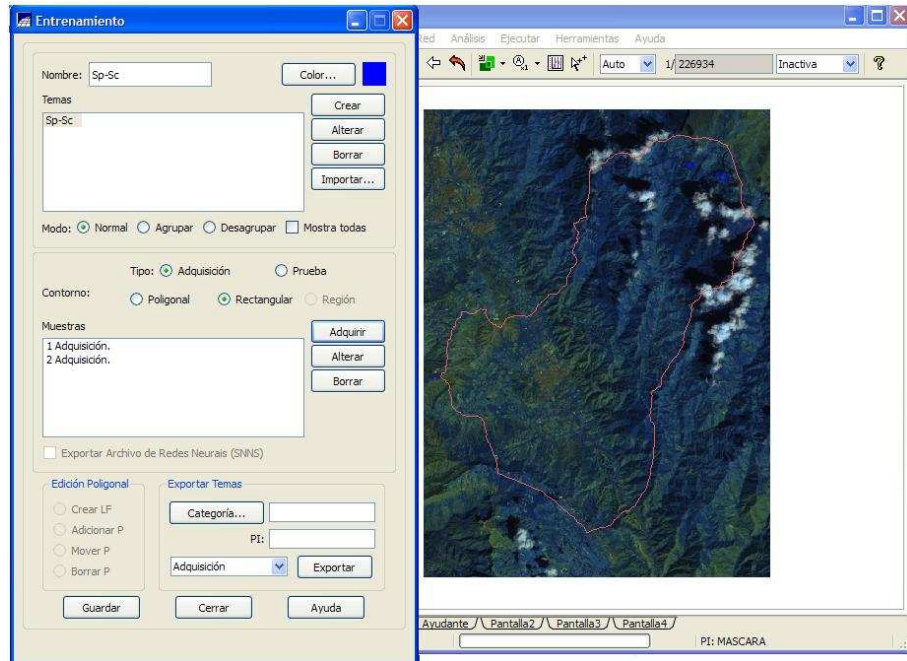 Entrenamiento
Nombre: Sp-Sc Color...
Temas
Sp-Sc
Crear
Alterar
Borrar
Importar...
Modo: Normal Agrupar Desagrupar Mostra todas
Tipo: Adquisición Prueba
Contorno: Poligonal Rectangular Región
Muestras
1 Adquisición.
2 Adquisición.
Adquirir
Alterar
Borrar
Exportar Archivo de Redes Neurais (SNNS)
Edición Poligonal
Crear LF
Adicionar P
Mover P
Borrar P
Exportar Temas
Categoría...
PI:
Adquisición Exportar
Guardar Cerrar Ayuda
Red Análisis Ejecutar Herramientas Ayuda
Auto 1/ 226934 Inactiva ?
Ayudante Pantalla2 Pantalla3 Pantalla4
PI: MASCARA